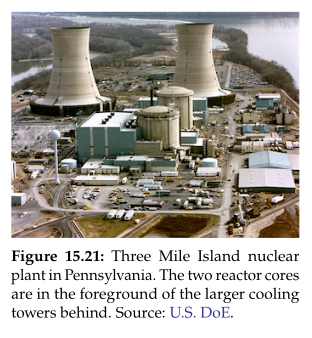 Figure 15.21: Three Mile Island nuclear
plant in Pennsylvania. The two reactor cores
are in the foreground of the larger cooling
towers behind. Source: U.S. DoE.